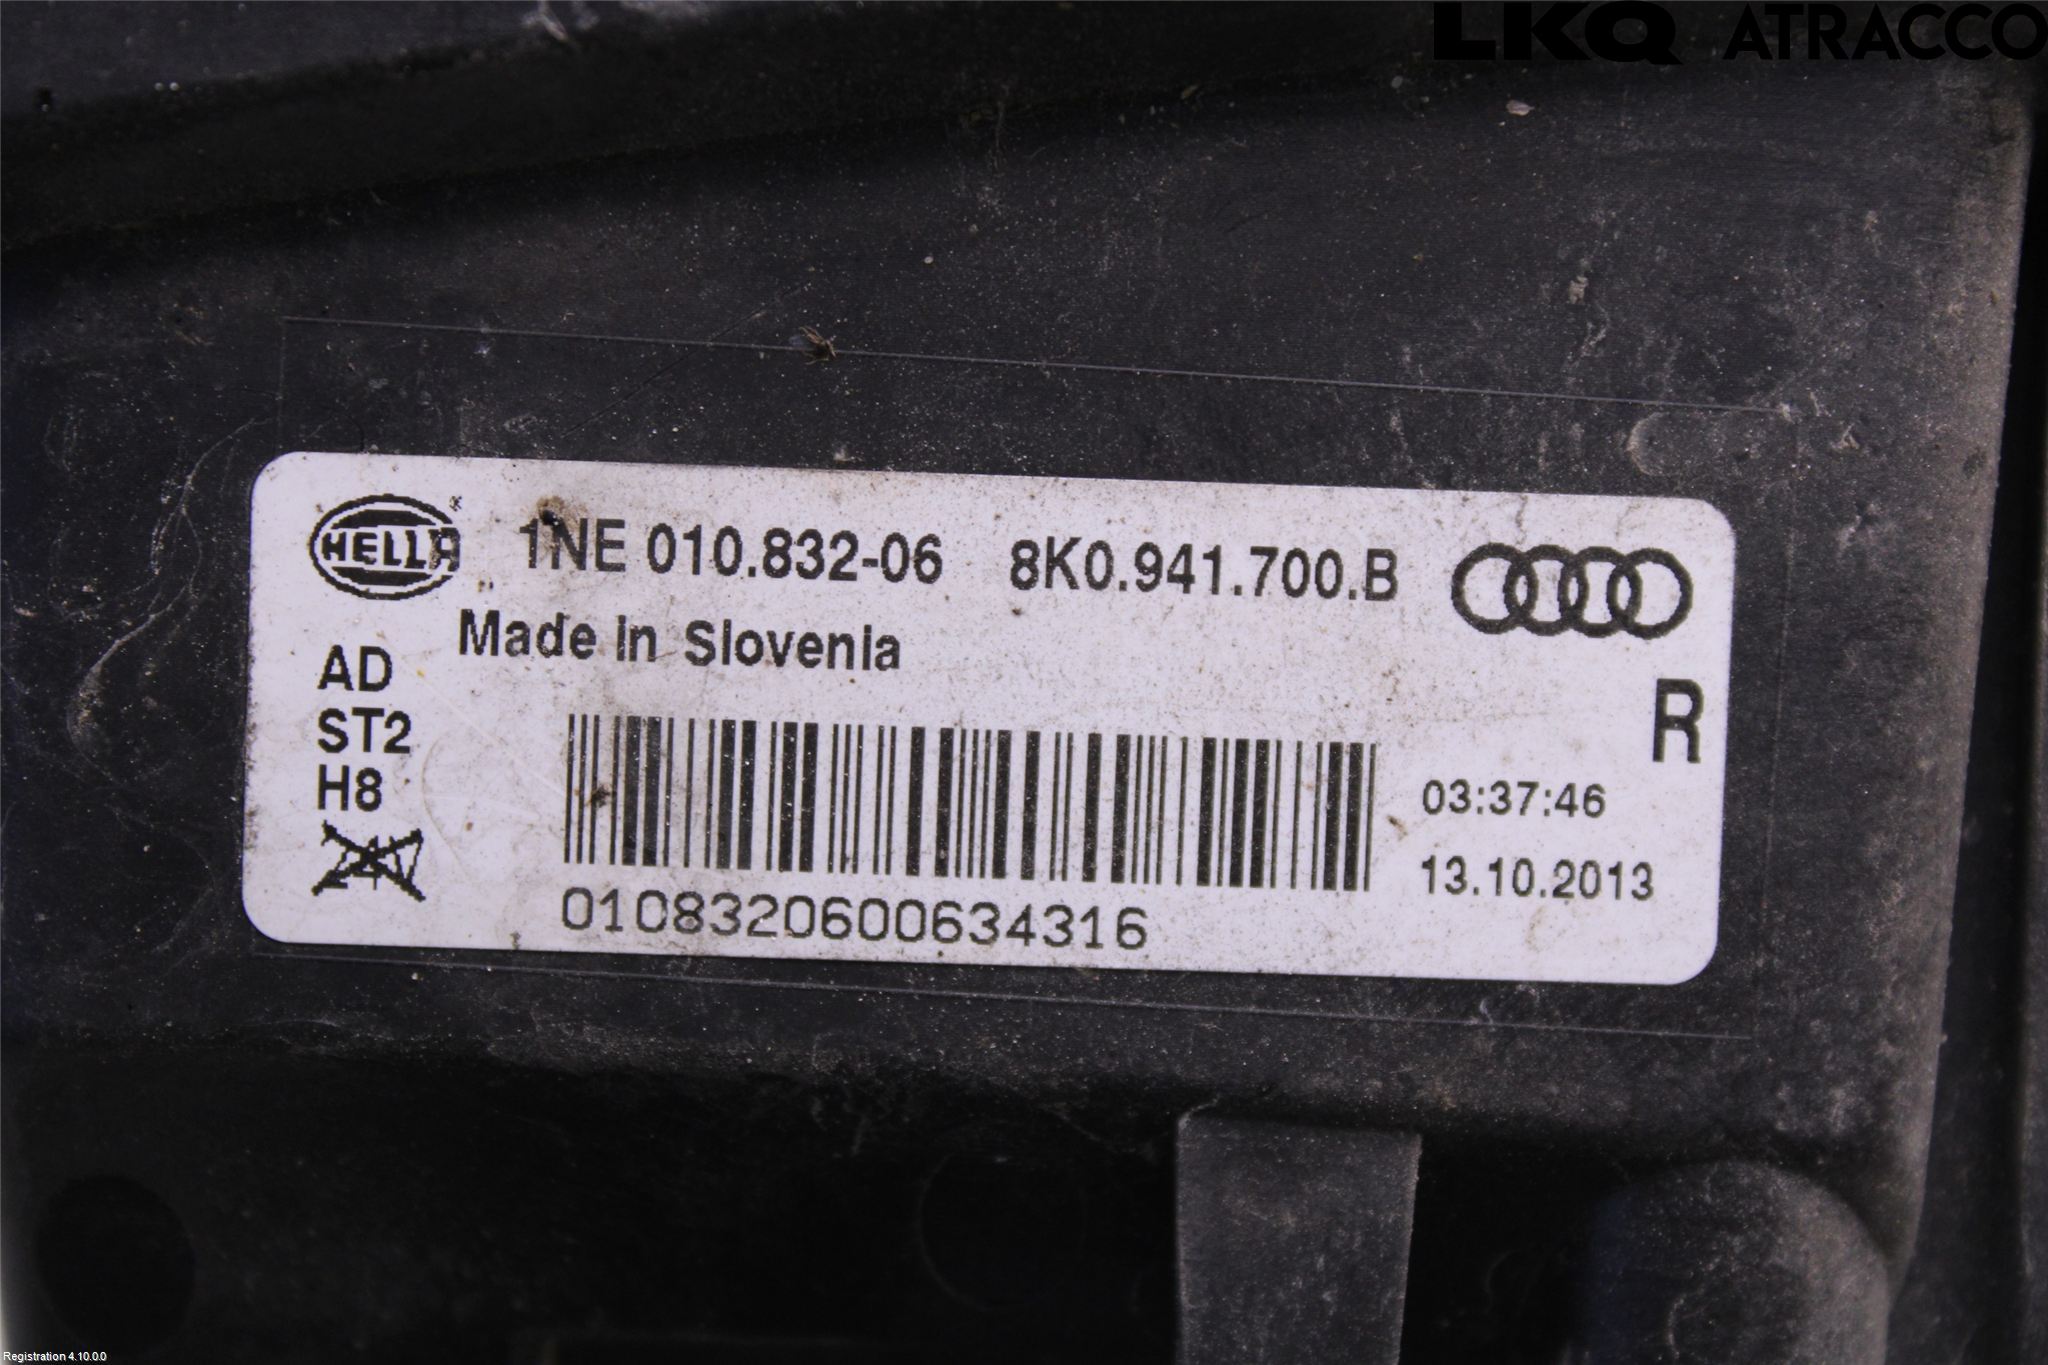 LKQ ATRACCO
HELLA 1NE 010.832-06 8K0.941.700.B
Made in Slovenia
AD
ST2
H8
R
03:37:46
13.10.2013
0108320600634316
Registration 4.10.0.0